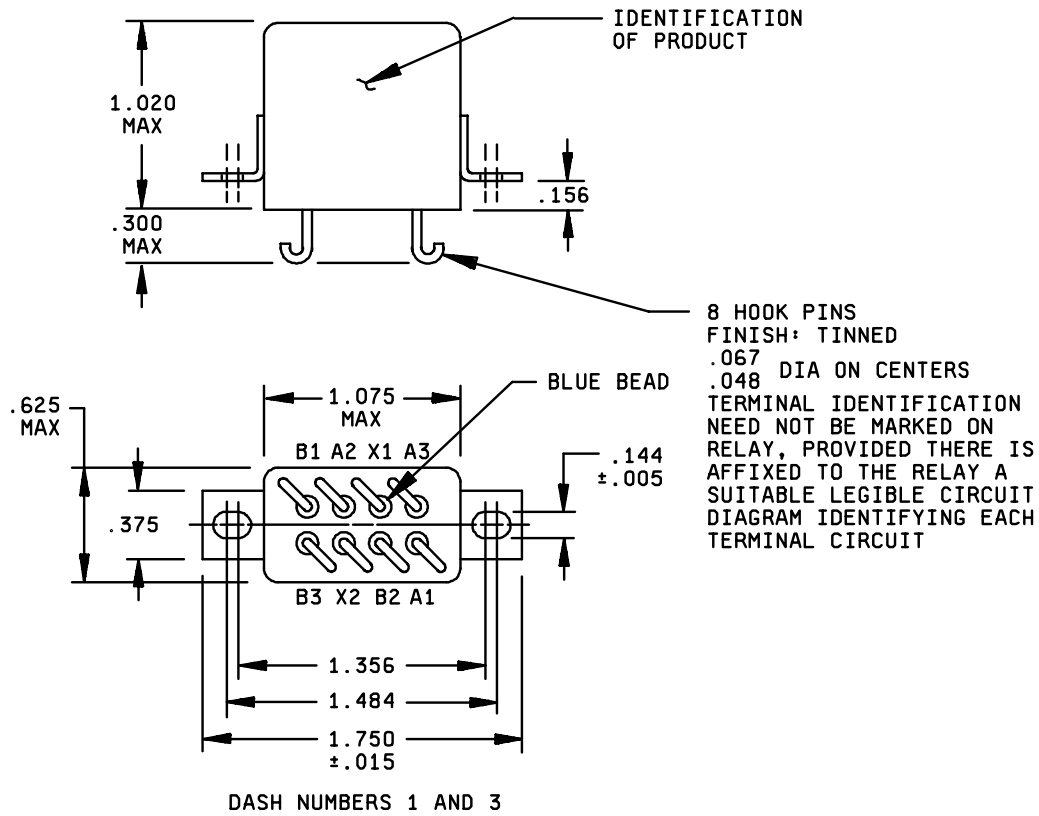 IDENTIFICATION
OF PRODUCT
1.020
MAX
.156
.300
MAX
8 HOOK PINS
FINISH: TINNED
.067
.048 DIA ON CENTERS
TERMINAL IDENTIFICATION
NEED NOT BE MARKED ON
RELAY, PROVIDED THERE IS
AFFIXED TO THE RELAY A
SUITABLE LEGIBLE CIRCUIT
DIAGRAM IDENTIFYING EACH
TERMINAL CIRCUIT
BLUE BEAD
.625
MAX
1.075
MAX
B1 A2 X1 A3
.144
±.005
.375
B3 X2 B2 A1
1.356
1.484
1.750
±.015
DASH NUMBERS 1 AND 3